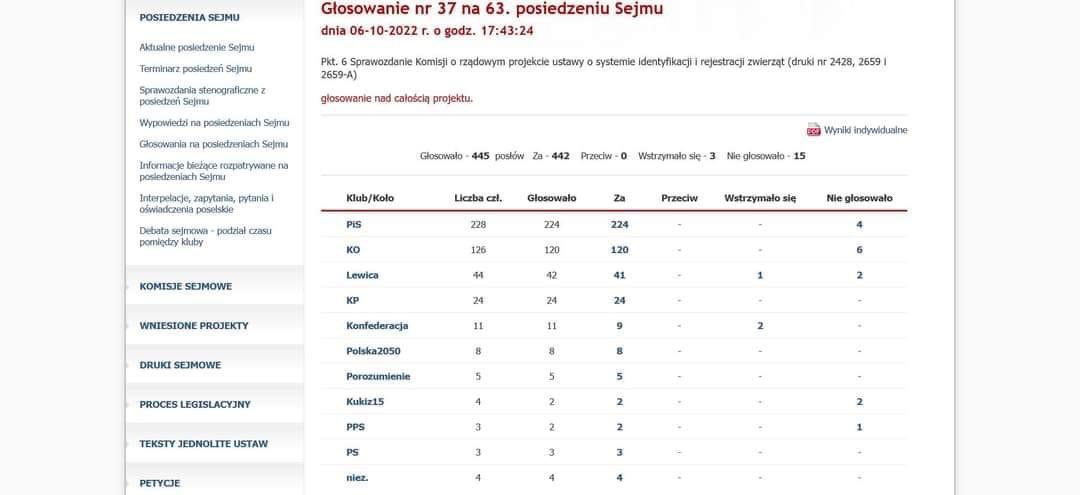 POSIEDZENIA SEJMU
Aktualne posiedzenie Sejmu
Terminarz posiedzeń Sejmu
Sprawozdania stenograficzne z
posiedzeń Sejmu
Wypowiedzi na posiedzeniach Sejmu
Głosowania na posiedzeniach Sejmu
Informacje bieżące rozpatrywane na
posiedzeniach Sejmu
Interpelacje, zapytania, pytania i
oświadczenia poselskie
Debata sejmowa - podział czasu
pomiędzy kluby
KOMISJE SEJMOWE
WNIESIONE PROJEKTY
DRUKI SEJMOWE
PROCES LEGISLACYJNY
TEKSTY JEDNOLITE USTAW
PETYCJE
Głosowanie nr 37 na 63. posiedzeniu Sejmu
dnia 06-10-2022 r. o godz. 17:43:24
Pkt. 6 Sprawozdanie Komisji o rządowym projekcie ustawy o systemie identyfikacji i rejestracji zwierząt (druki nr 2428, 2659 i
2659-A)
głosowanie nad całością projektu.
PDF Wyniki indywidualne
Głosowało - 445 posłów Za - 442 Przeciw - 0 Wstrzymało się - 3 Nie głosowało - 15
Klub/Koło Liczba czł. Głosowało Za Przeciw Wstrzymało się Nie głosowało
PiS 228 224 224 - - 4
KO 126 120 120 - - 6
Lewica 44 42 41 - 1 2
KP 24 24 24 - - -
Konfederacja 11 11 9 - 2 -
Polska2050 8 8 8 - - -
Porozumienie 5 5 5 - - -
Kukiz15 4 2 2 - - 2
PPS 3 2 2 - - 1
PS 3 3 3 - - -
niez. 4 4 4 - - -